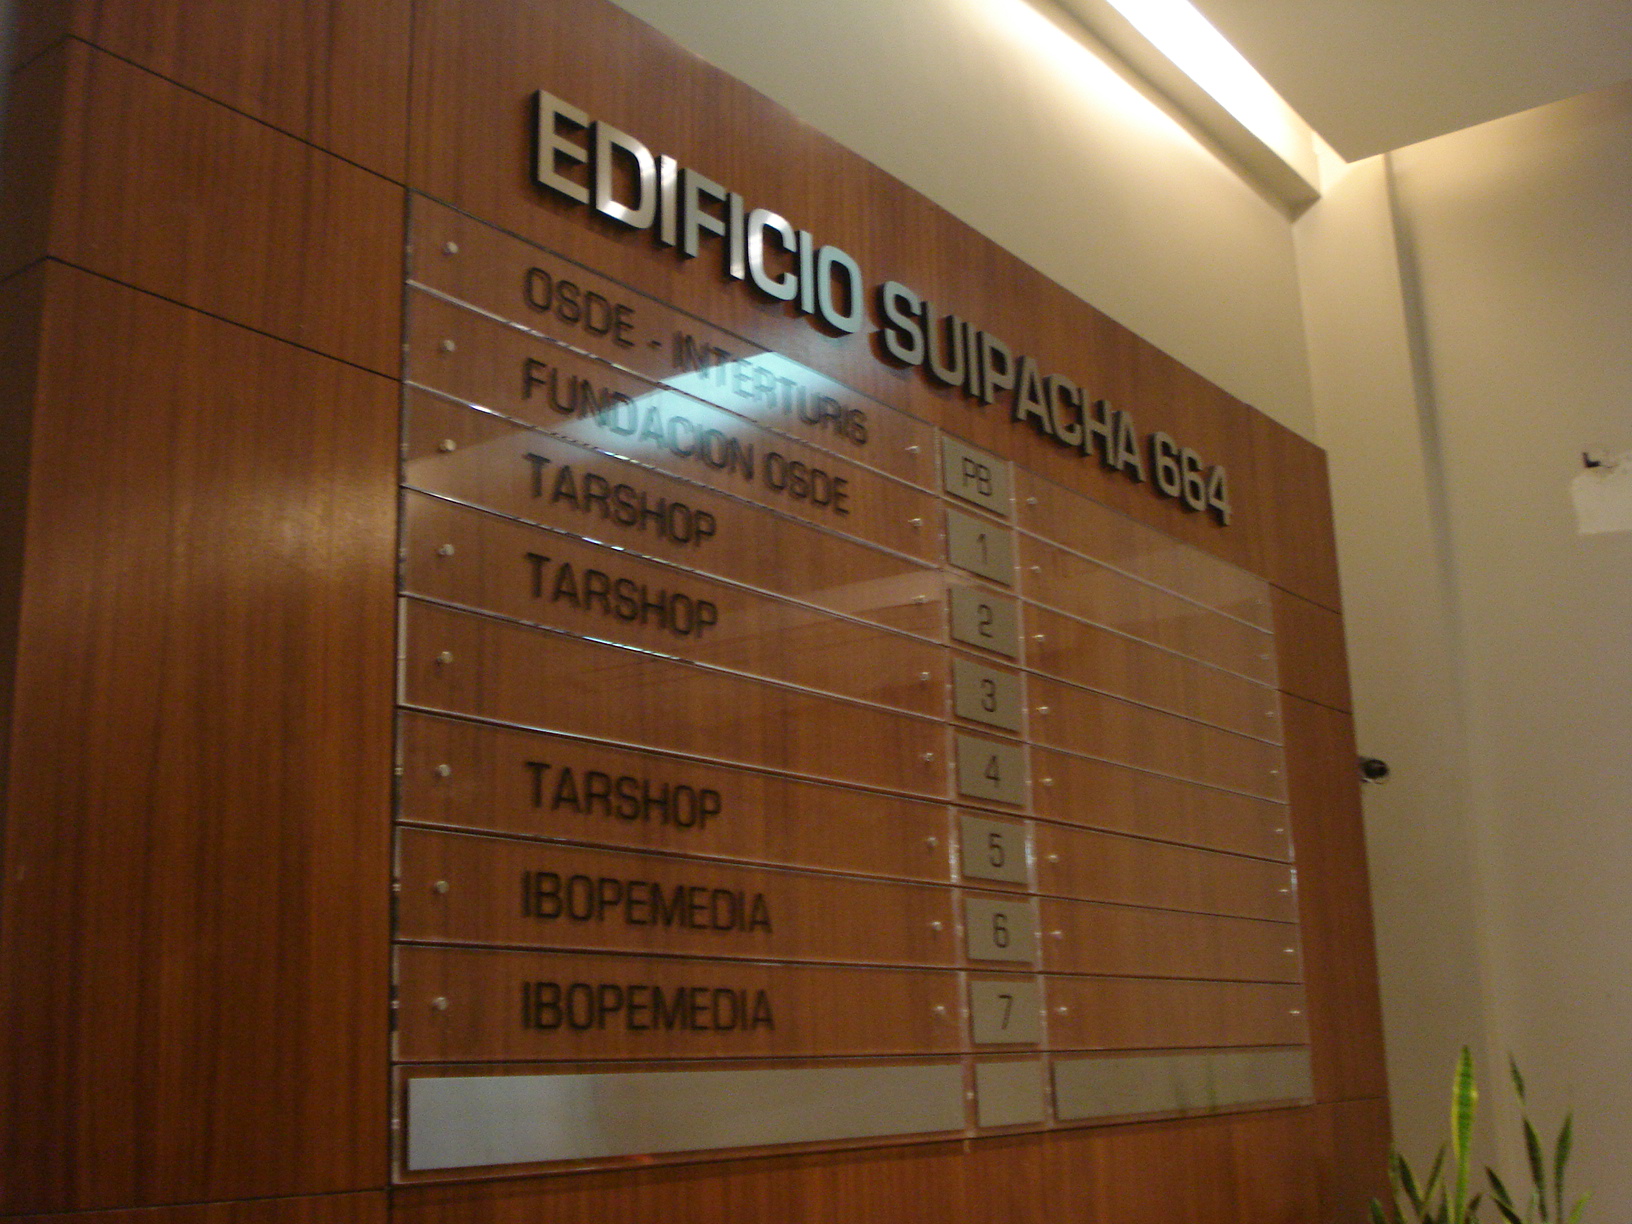 EDIFICIO SUIPACHA 664
OSDE - INTERTURIS PB
FUNDACION OSDE 1
TARSHOP 2
TARSHOP 3
4
TARSHOP 5
IBOPEMEDIA 6
IBOPEMEDIA 7